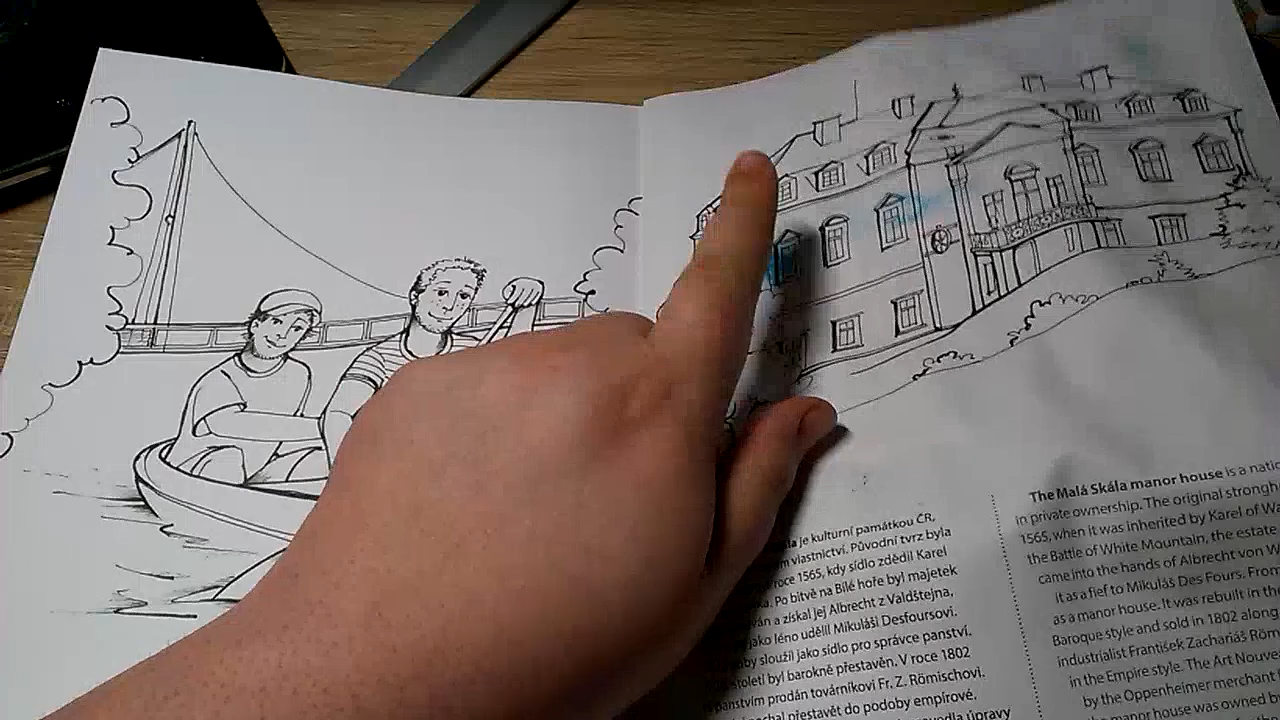 je kulturní památkou ČR,
vlastnictví. Původní tvrz byla
roce 1565, kdy sídlo zdědil Karel
Po bitvě na Bílé hoře byl majetek
a získal jej Albrecht z Valdštejna,
jako léno udělil Mikuláši Desfoursovi.
sloužil jako sídlo pro správce panství.
století byl barokně přestavěn. V roce 1802
panstvím prodán továrníkovi Fr. Z. Römischovi.
přestavět do podoby empírové.
úpravy
The Malá Skála manor house is a
in private ownership. The original
1565, when it was inherited by Karel of
the Battle of White Mountain, the estate
came into the hands of Albrecht von
it as a fief to Mikuláš Des Fours. From
as a manor house. It was rebuilt in the
Baroque style and sold in 1802 along
industrialist František Zachariáš
in the Empire style. The Art
by the Oppenheimer merchant
manor house was owned by